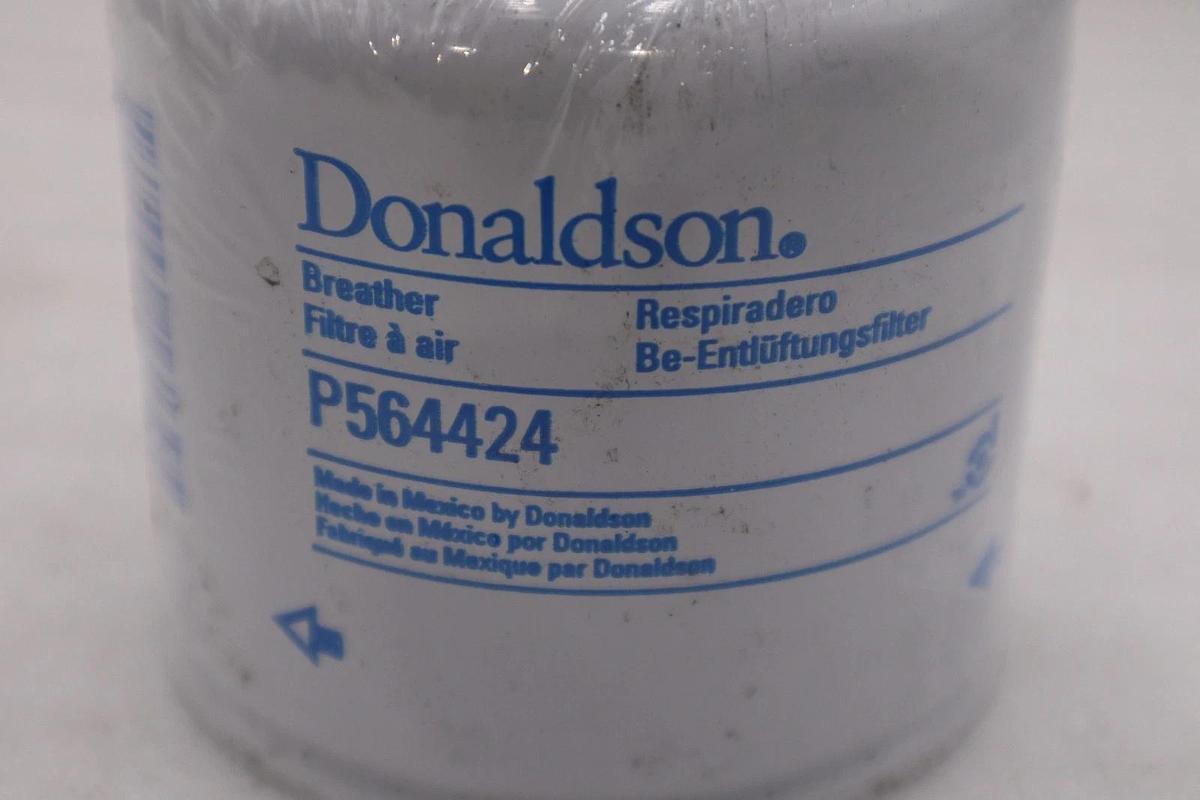 Donaldson®
Breather
Filtre à air
Respiradero
Be-Entlüftungsfilter
P564424
Made in Mexico by Donaldson
Hecho en México por Donaldson
Fabriqué au Mexique par Donaldson